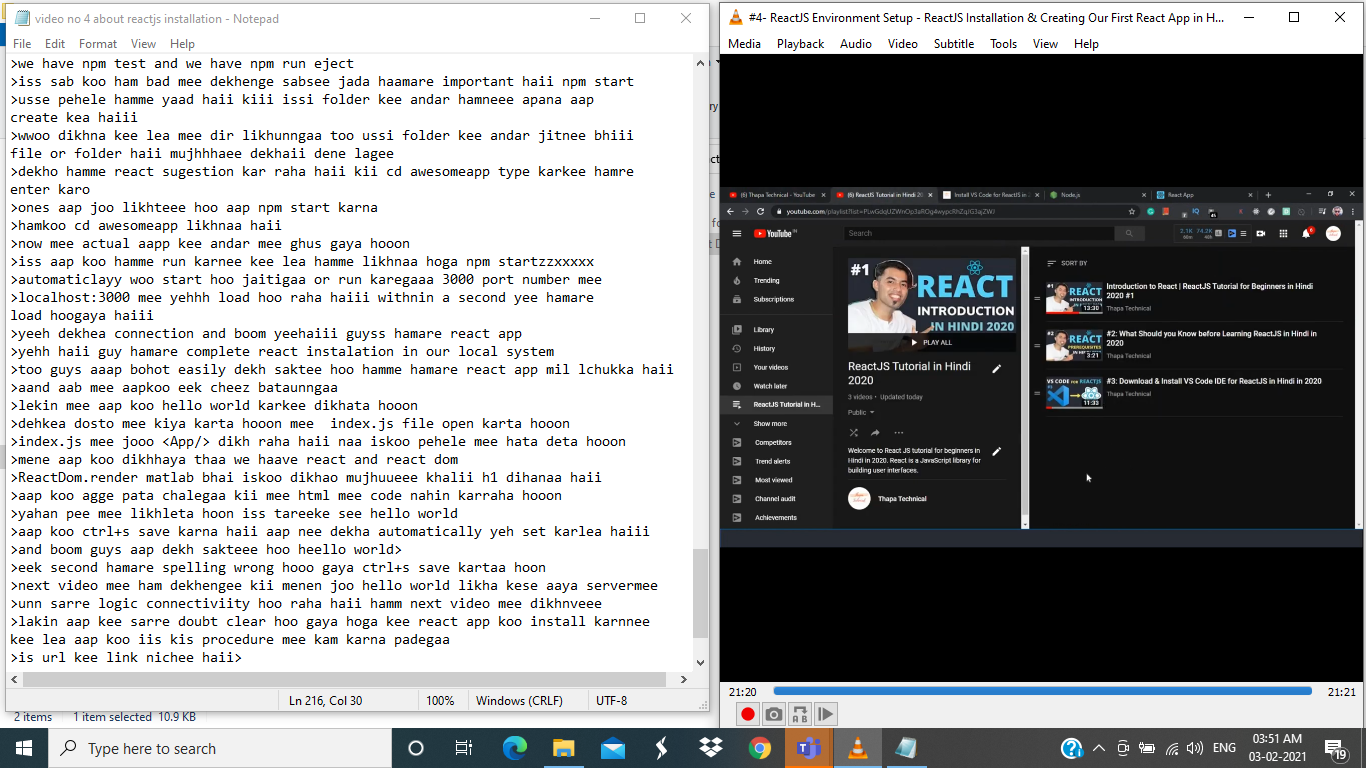 video no 4 about reactjs installation - Notepad
File Edit Format View Help
>we have npm test and we have npm run eject
>iss sab koo ham bad mee dekhenge sabsee jada haamare important haii npm start
>usse pehele hamme yaad haii kiii issi folder kee andar hamneee apana aap
create kea haiii
>wwoo dikhna kee lea mee dir likhunngaa too ussi folder kee andar jitnee bhiii
file or folder haii mujhhhaee dekhaii dene lagee
>dekho hamme react sugestion kar raha haii kii cd awesomeapp type karkee hamre
enter karo
>ones aap joo likhteee hoo aap npm start karna
>hamkoo cd awesomeapp likhnaa haii
>now mee actual aapp kee andar mee ghus gaya hooon
>iss aap koo hamme run karnee kee lea hamme likhnaa hoga npm startzzxxxxx
>automaticlayy woo start hoo jaitigaa or run karegaaa 3000 port number mee
>localhost:3000 mee yehhh load hoo raha haiii withnin a second yee hamare
load hoogaya haiii
>yeeh dekhea connection and boom yeehaiii guyss hamare react app
>yehh haii guy hamare complete react instalation in our local system
>too guys aaap bohot easily dekh saktee hoo hamme hamare react app mil lchukka haii
>aand aab mee aapkoo eek cheez bataunngaa
>lekin mee aap koo hello world karkee dikhata hooon
>dehkea dosto mee kiya karta hooon mee  index.js file open karta hooon
>index.js mee jooo <App/> dikh raha haii naa iskoo pehele mee hata deta hooon
>mene aap koo dikhhaya thaa we haave react and react dom
>ReactDom.render matlab bhai iskoo dikhao mujhuueee khalii h1 dihanaa haii
>aap koo agge pata chalegaa kii mee html mee code nahin karraha hooon
>yahan pee mee likhleta hoon iss tareeke see hello world
>aap koo ctrl+s save karna haii aap nee dekha automatically yeh set karlea haiii
>and boom guys aap dekh sakteee hoo heello world>
>eek second hamare spelling wrong hooo gaya ctrl+s save kartaa hoon
>next video mee ham dekhengee kii menen joo hello world likha kese aaya servermee
>unn sarre logic connectiviity hoo raha haii hamm next video mee dikhnveee
>lakin aap kee sarre doubt clear hoo gaya hoga kee react app koo install karnnee
kee lea aap koo iis kis procedure mee kam karna padegaa
>is url kee link nichee haii>
Ln 216, Col 30 100% Windows (CRLF) UTF-8
2 items 1 item selected 10.9 KB
#4- ReactJS Environment Setup - ReactJS Installation & Creating Our First React App in H...
Media Playback Audio Video Subtitle Tools View Help
(6) Thapa Technical - YouTube
(6) ReactJS Tutorial in Hindi 20
Install VS Code for ReactJS in
Node.js
React App
YouTube
Search
Home
Trending
Subscriptions
Library
History
Your videos
Watch later
ReactJS Tutorial in H...
Show more
Competitors
Trend alerts
Most viewed
Channel audit
Achievements
#1
REACT
INTRODUCTION
IN HINDI 2020
PLAY ALL
ReactJS Tutorial in Hindi
2020
3 videos • Updated today
Public
Welcome to React JS tutorial for beginners in
Hindi in 2020. React is a JavaScript library for
building user interfaces.
Thapa Technical
SORT BY
Introduction to React | ReactJS Tutorial for Beginners in Hindi
2020 #1
Thapa Technical
13:30
#2: What Should you Know before Learning ReactJS in Hindi in
2020
Thapa Technical
3:21
#3: Download & Install VS Code IDE for ReactJS in Hindi in 2020
Thapa Technical
11:33
21:20 21:21
Type here to search
ENG
03:51 AM
03-02-2021
19